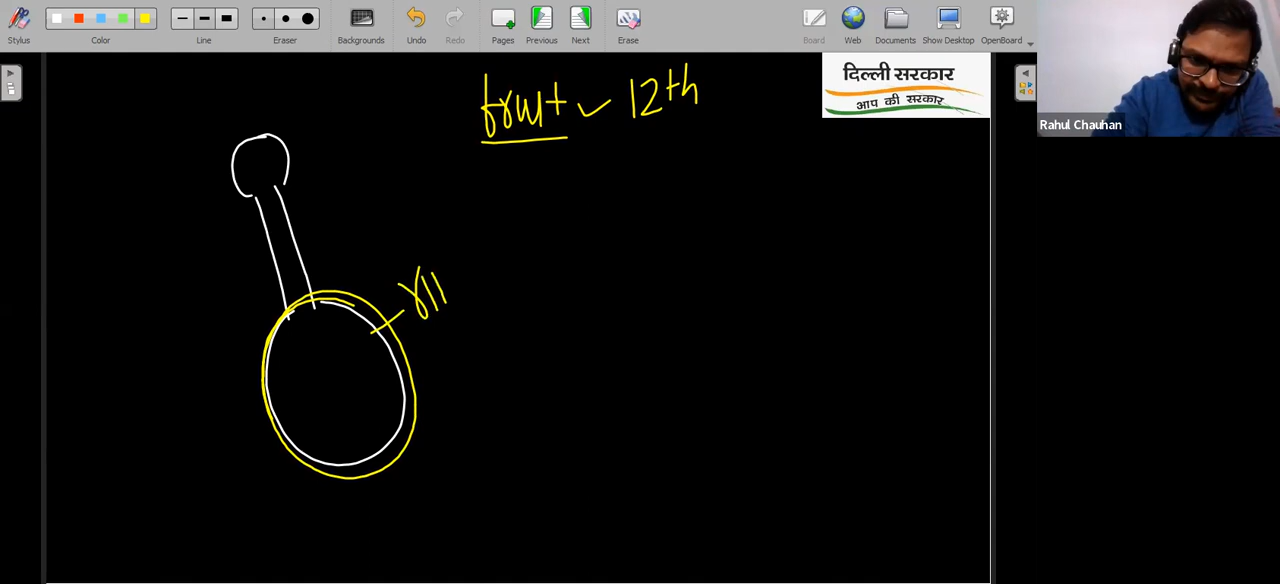 Stylus
Color
Line
Eraser
Backgrounds
Undo
Redo
Pages
Previous
Next
Erase
Board
Web
Documents
Show Desktop
OpenBoard
fruit ✓ 12th
दिल्ली सरकार
आप की सरकार
Rahul Chauhan